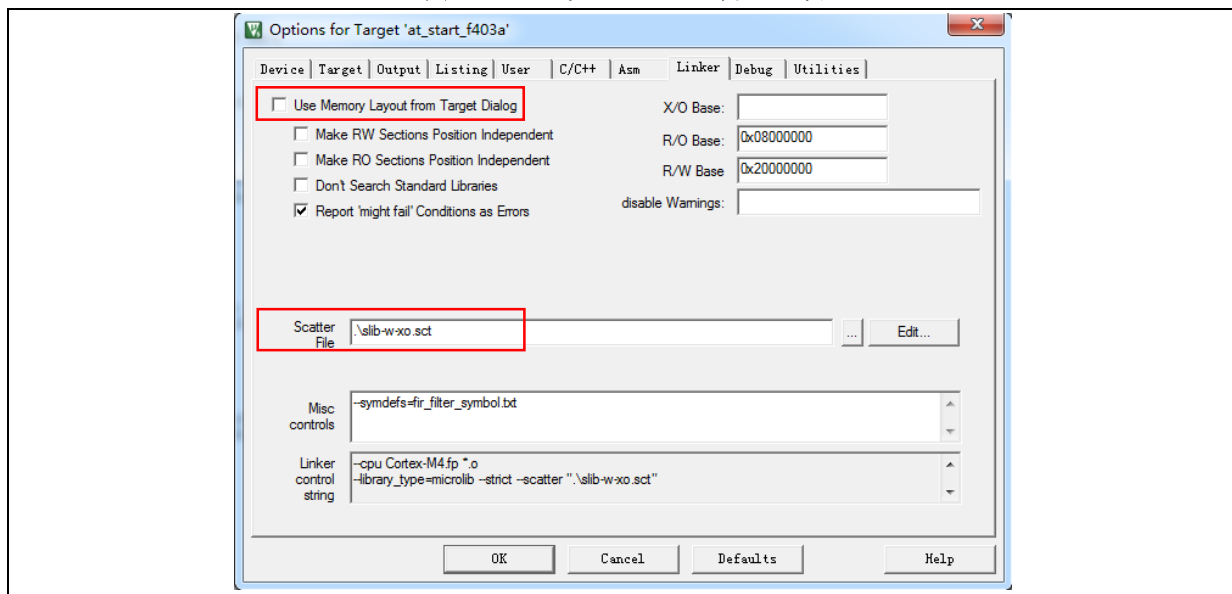 Options for Target 'at_start_f403a'
Device Target Output Listing User C/C++ Asm Linker Debug Utilities
Use Memory Layout from Target Dialog
Make RW Sections Position Independent
Make RO Sections Position Independent
Don't Search Standard Libraries
Report 'might fail' Conditions as Errors
X/O Base:
R/O Base: 0x08000000
R/W Base 0x20000000
disable Warnings:
Scatter File .\slib-w-xo.sct ... Edit...
Misc controls --symdefs=fir_filter_symbol.txt
Linker control string --cpu Cortex-M4.fp *.o
--library_type=microlib --strict --scatter ".\slib-w-xo.sct"
OK Cancel Defaults Help